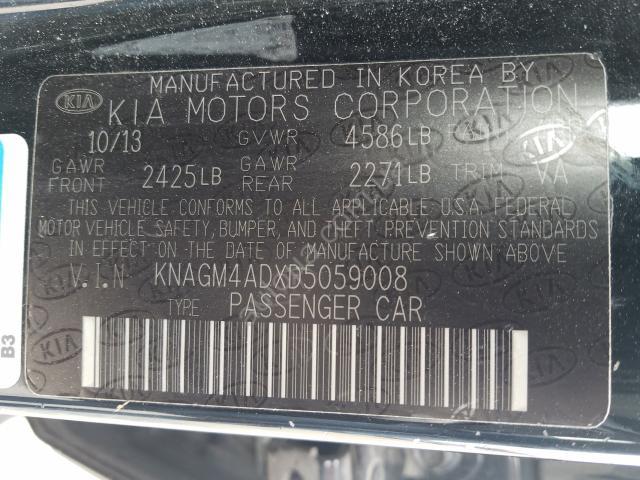 MANUFACTURED IN KOREA BY
KIA KIA MOTORS CORPORATION
10/13 GVWR 4586LB
GAWR FRONT 2425LB GAWR REAR 2271LB TRIM VA
THIS VEHICLE CONFORMS TO ALL APPLICABLE U.S.A. FEDERAL
MOTOR VEHICLE SAFETY, BUMPER, AND THEFT PREVENTION STANDARDS
IN EFFECT ON THE DATE OF MANUFACTURE SHOWN ABOVE
V.I.N KNAGM4ADXD5059008
TYPE PASSENGER CAR
B3